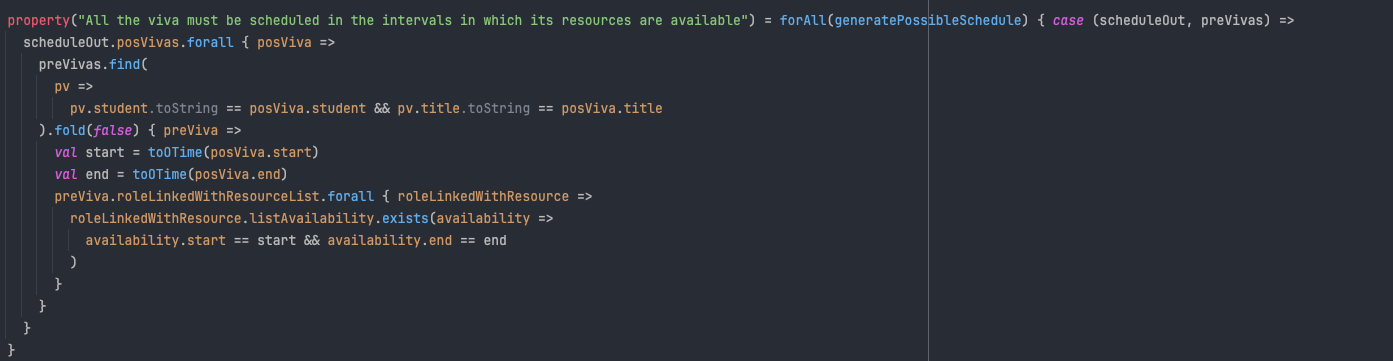 property("All the viva must be scheduled in the intervals in which its resources are available") = forAll(generatePossibleSchedule) { case (scheduleOut, preVivas) =>
  scheduleOut.posVivas.forall { posViva =>
    preVivas.find(
      pv =>
        pv.student.toString == posViva.student && pv.title.toString == posViva.title
    ).fold(false) { preViva =>
      val start = toOTime(posViva.start)
      val end = toOTime(posViva.end)
      preViva.roleLinkedWithResourceList.forall { roleLinkedWithResource =>
        roleLinkedWithResource.listAvailability.exists(availability =>
          availability.start == start && availability.end == end
        )
      }
    }
  }
}